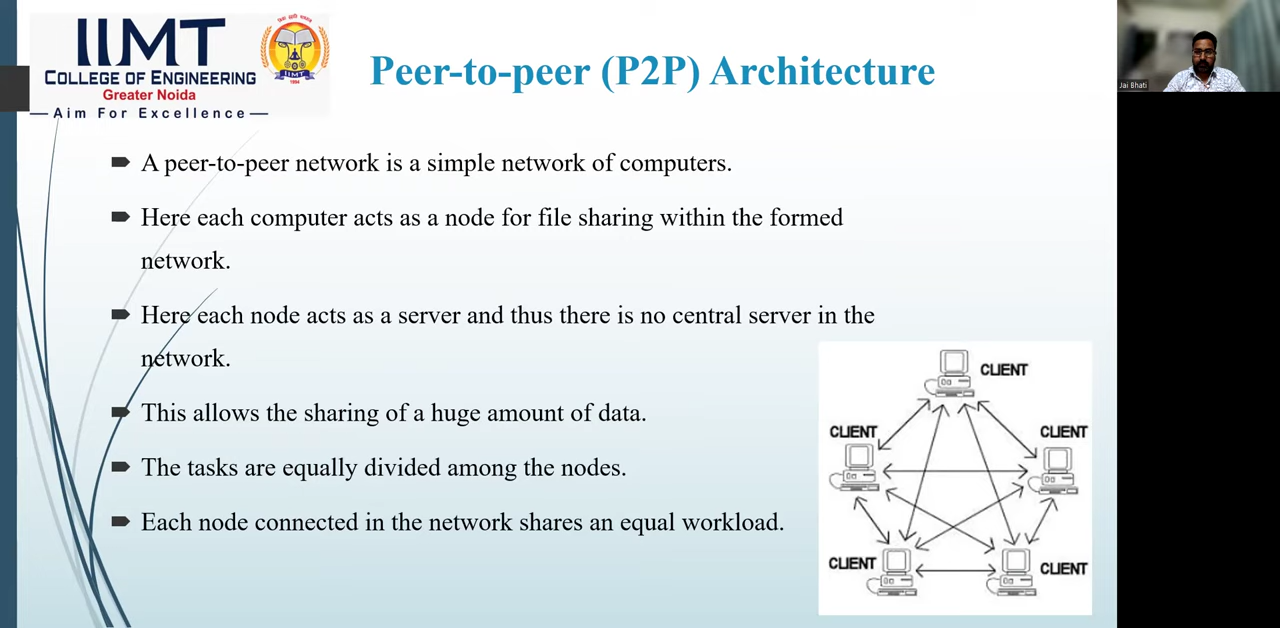 IIMT
COLLEGE OF ENGINEERING
Greater Noida
— Aim For Excellence —
IIMT
Peer-to-peer (P2P) Architecture
Jai Bhati
A peer-to-peer network is a simple network of computers.
Here each computer acts as a node for file sharing within the formed
network.
Here each node acts as a server and thus there is no central server in the
network.
This allows the sharing of a huge amount of data.
The tasks are equally divided among the nodes.
Each node connected in the network shares an equal workload.
CLIENT
CLIENT
CLIENT
CLIENT
CLIENT